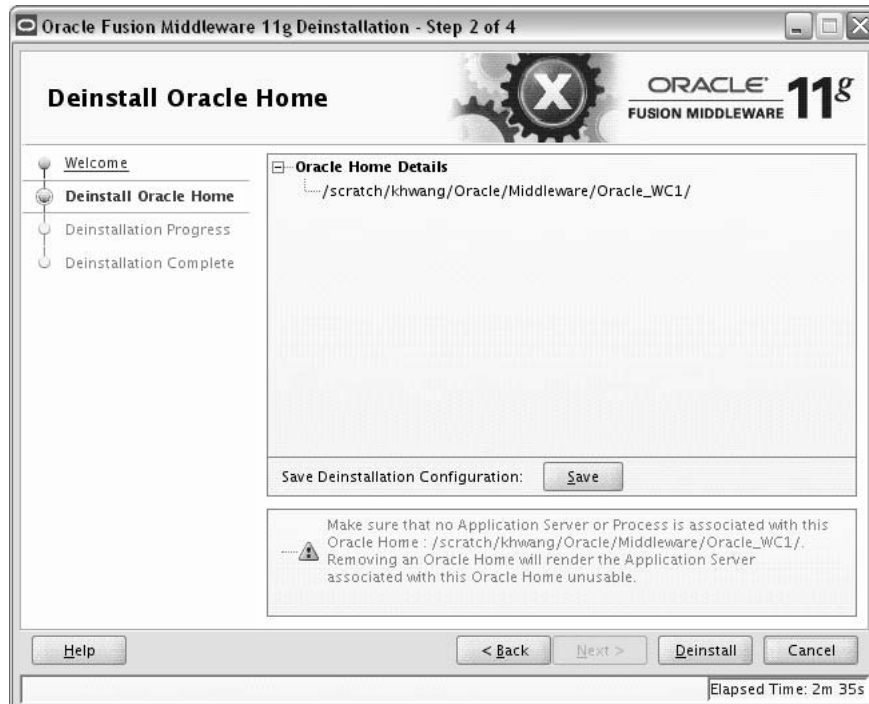 Oracle Fusion Middleware 11g Deinstallation - Step 2 of 4
Deinstall Oracle Home
ORACLE
FUSION MIDDLEWARE
11g
Welcome
Deinstall Oracle Home
Deinstallation Progress
Deinstallation Complete
Oracle Home Details
/scratch/khwang/Oracle/Middleware/Oracle_WC1/
Save Deinstallation Configuration:
Save
Make sure that no Application Server or Process is associated with this
Oracle Home : /scratch/khwang/Oracle/Middleware/Oracle_WC1/.
Removing an Oracle Home will render the Application Server
associated with this Oracle Home unusable.
Help
< Back
Next >
Deinstall
Cancel
Elapsed Time: 2m 35s